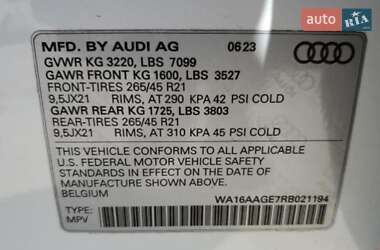 auto RIA
MFD. BY AUDI AG 06 23
GVWR KG 3220, LBS 7099
GAWR FRONT KG 1600, LBS 3527
FRONT-TIRES 265/45 R21
9,5JX21 RIMS, AT 290 KPA 42 PSI COLD
GAWR REAR KG 1725, LBS 3803
REAR-TIRES 265/45 R21
9,5JX21 RIMS, AT 310 KPA 45 PSI COLD
THIS VEHICLE CONFORMS TO ALL APPLICABLE
U.S. FEDERAL MOTOR VEHICLE SAFETY
STANDARDS IN EFFECT ON THE DATE OF
MANUFACTURE SHOWN ABOVE.
BELGIUM WA16AAGE7RB021194
TYPE:
MPV